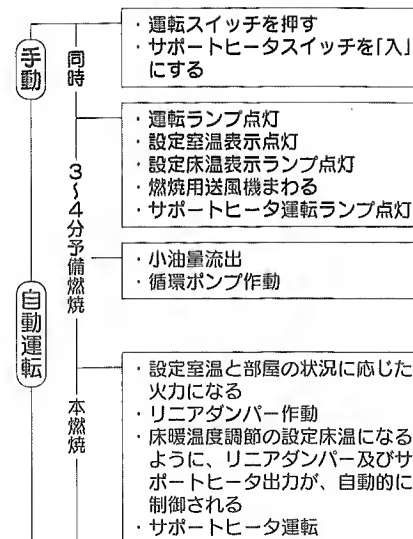 手動
同時
・運転スイッチを押す
・サポートヒータスイッチを「入」
にする
・運転ランプ点灯
・設定室温表示点灯
・設定床温表示ランプ点灯
・燃焼用送風機まわる
・サポートヒータ運転ランプ点灯
3～4分予備燃焼
・小油量流出
・循環ポンプ作動
自動運転
本燃焼
・設定室温と部屋の状況に応じた
火力になる
・リニアダンパー作動
・床暖温度調節の設定床温になる
ように、リニアダンパー及びサ
ポートヒータ出力が、自動的に
制御される
・サポートヒータ運転